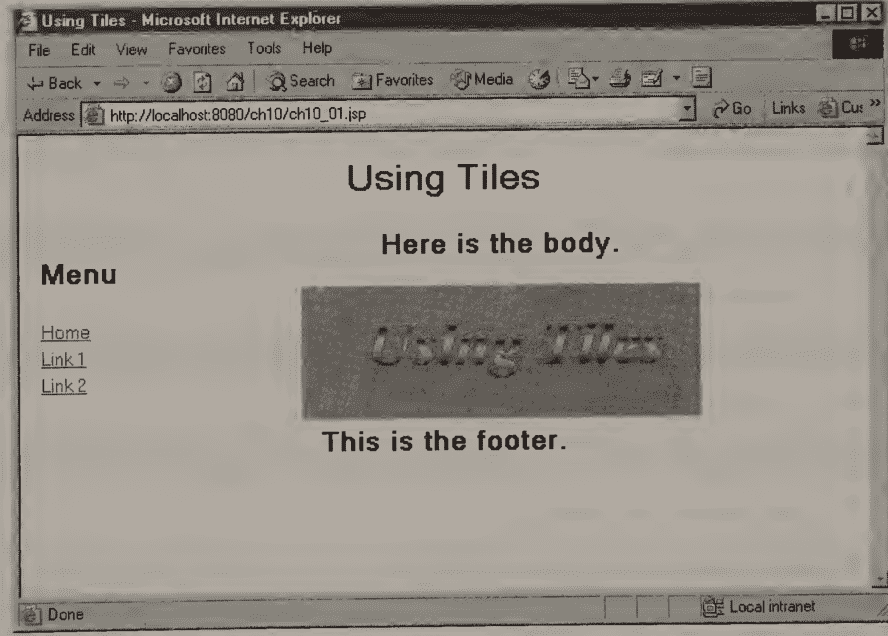 Using Tiles - Microsoft Internet Explorer
File Edit View Favorites Tools Help
Back Search Favorites Media
Address http://localhost:8080/ch10/ch10_01.jsp Go Links Cus »
Using Tiles
Here is the body.
Menu
Home
Link 1
Link 2
Using Tiles
This is the footer.
Done Local intranet